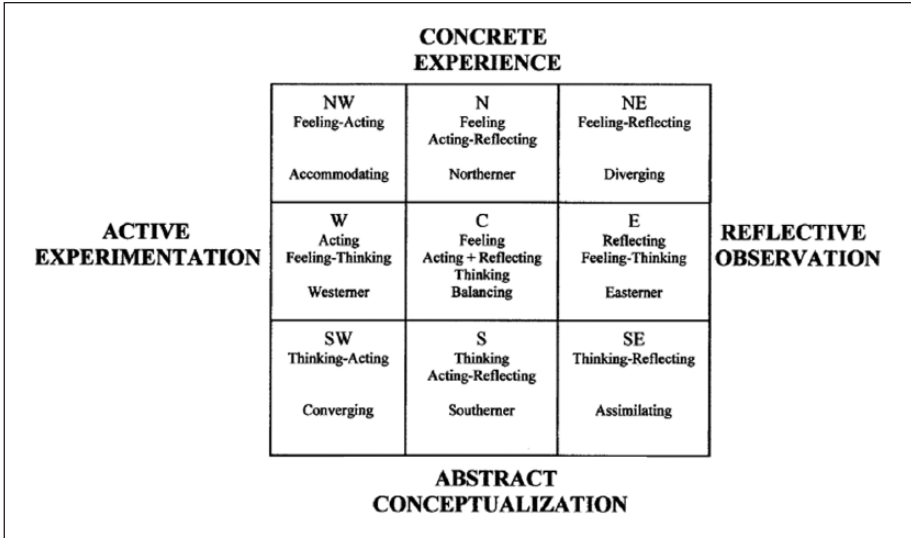 CONCRETE
EXPERIENCE
NW
Feeling-Acting
Accommodating
N
Feeling
Acting-Reflecting
Northerner
NE
Feeling-Reflecting
Diverging
ACTIVE
EXPERIMENTATION
W
Acting
Feeling-Thinking
Westerner
C
Feeling
Acting + Reflecting
Thinking
Balancing
E
Reflecting
Feeling-Thinking
Easterner
REFLECTIVE
OBSERVATION
SW
Thinking-Acting
Converging
S
Thinking
Acting-Reflecting
Southerner
SE
Thinking-Reflecting
Assimilating
ABSTRACT
CONCEPTUALIZATION